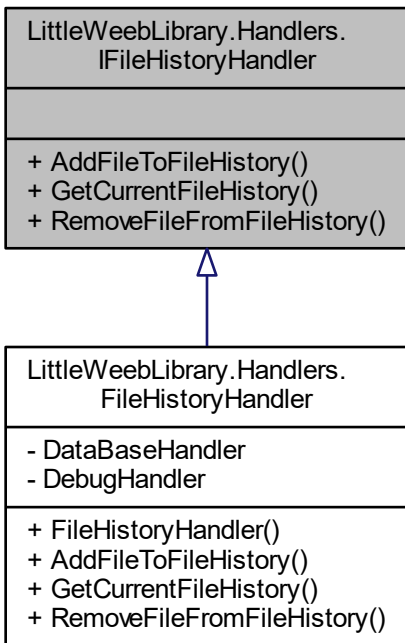 LittleWeebLibrary.Handlers.
IFileHistoryHandler
+ AddFileToFileHistory()
+ GetCurrentFileHistory()
+ RemoveFileFromFileHistory()
LittleWeebLibrary.Handlers.
FileHistoryHandler
- DataBaseHandler
- DebugHandler
+ FileHistoryHandler()
+ AddFileToFileHistory()
+ GetCurrentFileHistory()
+ RemoveFileFromFileHistory()